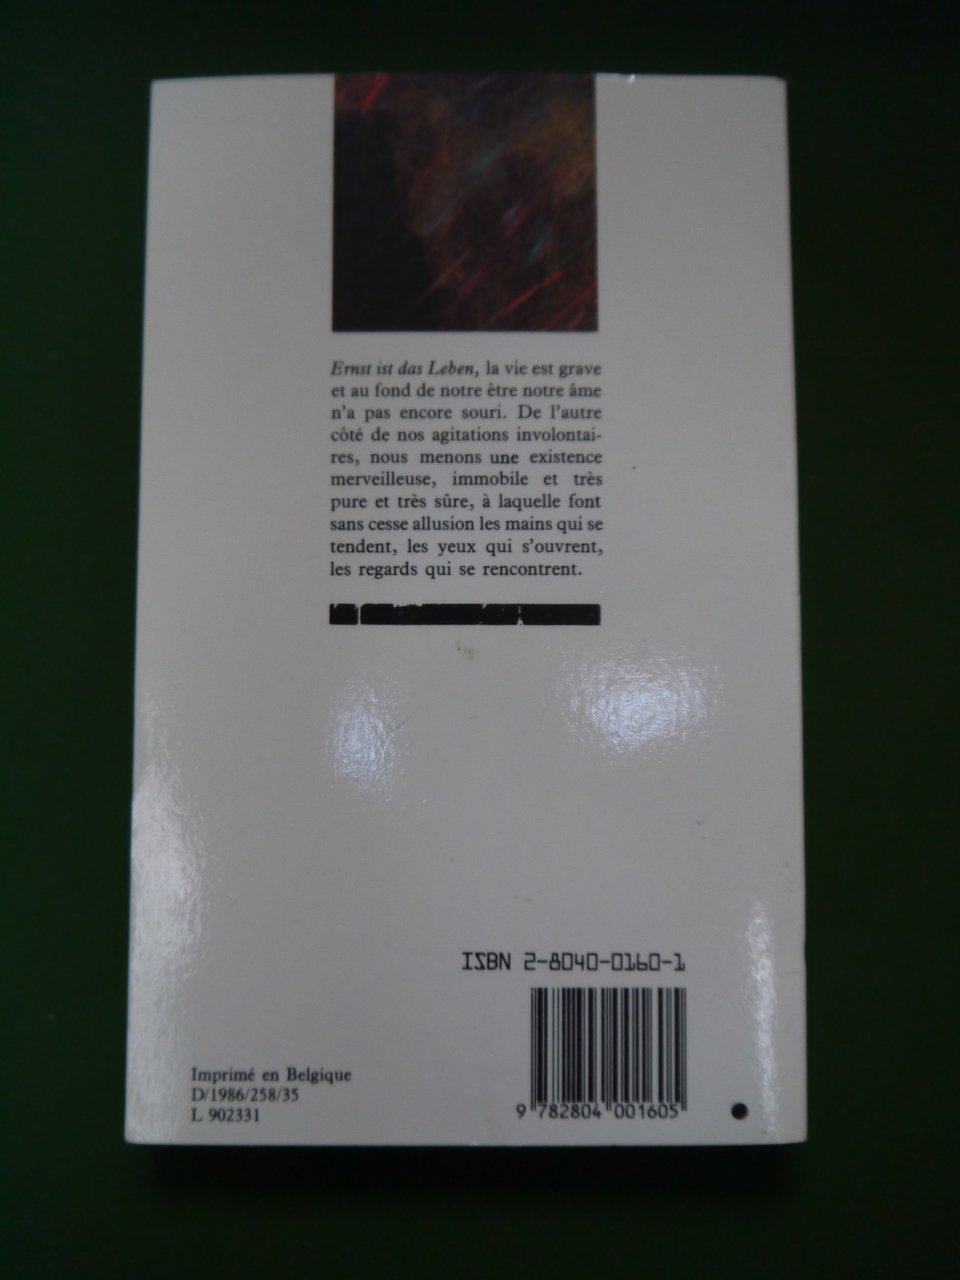 Ernst ist das Leben, la vie est grave
et au fond de notre être notre âme
n'a pas encore souri. De l'autre
côté de nos agitations involontai-
res, nous menons une existence
merveilleuse, immobile et très
pure et très sûre, à laquelle font
sans cesse allusion les mains qui se
tendent, les yeux qui s'ouvrent,
les regards qui se rencontrent.
ISBN 2-8040-0160-1
9 782804 001605
Imprimé en Belgique
D/1986/258/35
L 902331